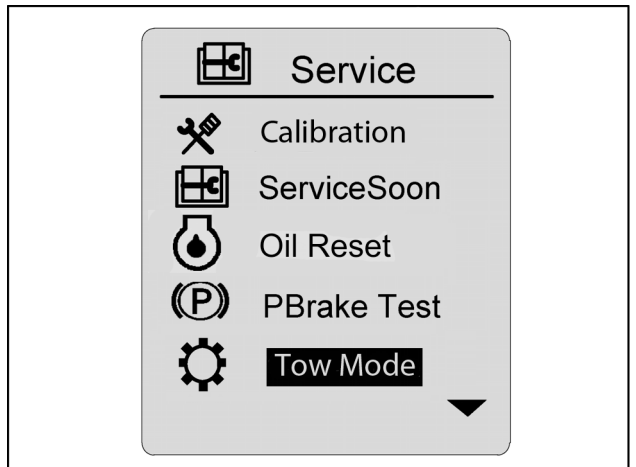 Service
Calibration
ServiceSoon
Oil Reset
(P) PBrake Test
Tow Mode